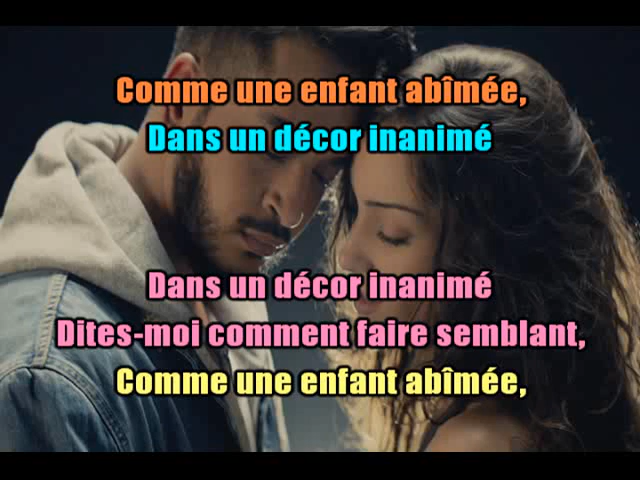 Comme une enfant abîmée,
Dans un décor inanimé
Dans un décor inanimé
Dites-moi comment faire semblant,
Comme une enfant abîmée,